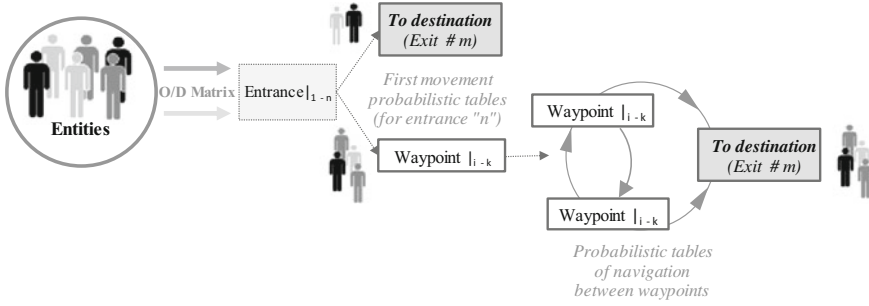 Entities
O/D Matrix
Entrance|1 - n
To destination
(Exit # m)
First movement
probabilistic tables
(for entrance "n")
Waypoint |i - k
Waypoint |i - k
Waypoint |i - k
To destination
(Exit # m)
Probabilistic tables
of navigation
between waypoints